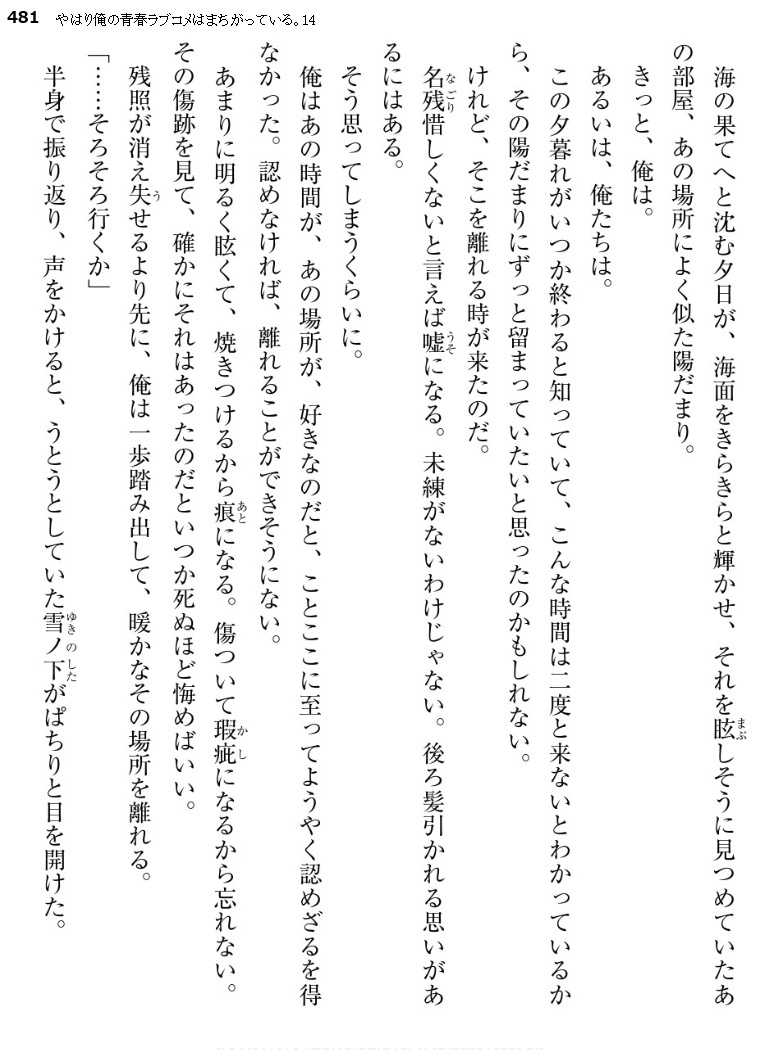 481 やはり俺の青春ラブコメはまちがっている。14
海の果てへと沈む夕日が、海面をきらきらと輝かせ、それを眩しそうに見つめていたあ
の部屋、あの場所によく似た陽だまり。
きっと、俺は。
あるいは、俺たちは。
この夕暮れがいつか終わると知っていて、こんな時間は二度と来ないとわかっているか
ら、その陽だまりにずっと留まっていたいと思ったのかもしれない。
けれど、そこを離れる時が来たのだ。
名残惜しくないと言えば嘘になる。未練がないわけじゃない。後ろ髪引かれる思いがあ
るにはある。
そう思ってしまうくらいに。
俺はあの時間が、あの場所が、好きなのだと、ことここに至ってようやく認めざるを得
なかった。認めなければ、離れることができそうにない。
あまりに明るく眩くて、焼きつけるから痕になる。傷ついて瑕疵になるから忘れない。
その傷跡を見て、確かにそれはあったのだといつか死ぬほど悔めばいい。
残照が消え失せるより先に、俺は一歩踏み出して、暖かなその場所を離れる。
「……そろそろ行くか」
半身で振り返り、声をかけると、うとうとしていた雪ノ下がぱちりと目を開けた。